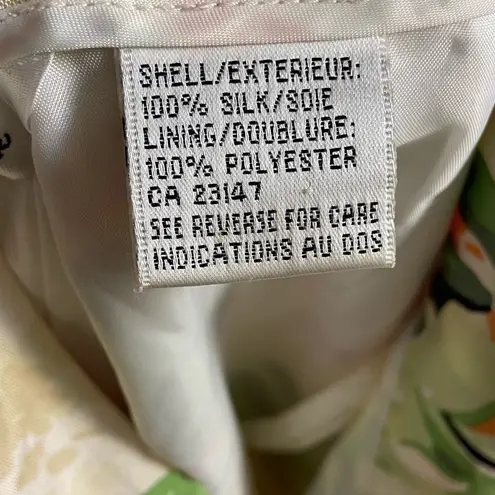 SHELL/EXTERIEUR:
100% SILK/SOIE
LINING/DOUBLURE:
100% POLYESTER
CA 23147
SEE REVERSE FOR CARE
INDICATIONS AU DOS